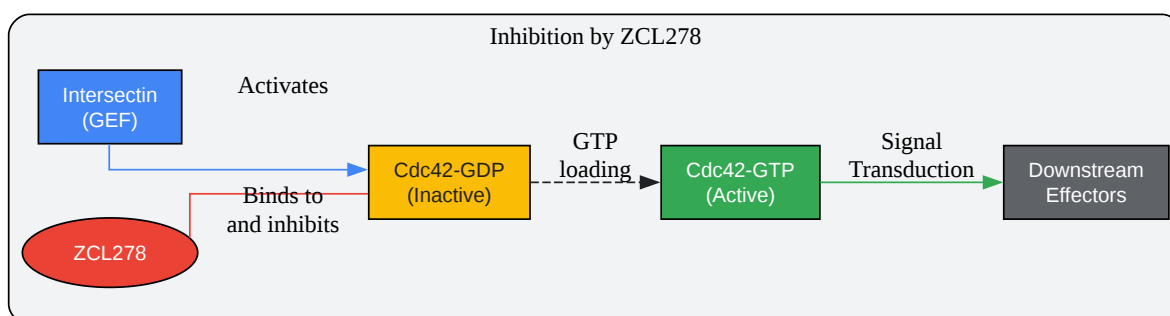 Inhibition by ZCL278
Intersectin
(GEF)
Activates
Cdc42-GDP
(Inactive)
GTP
loading
Cdc42-GTP
(Active)
Signal
Transduction
Downstream
Effectors
Binds to
and inhibits
ZCL278